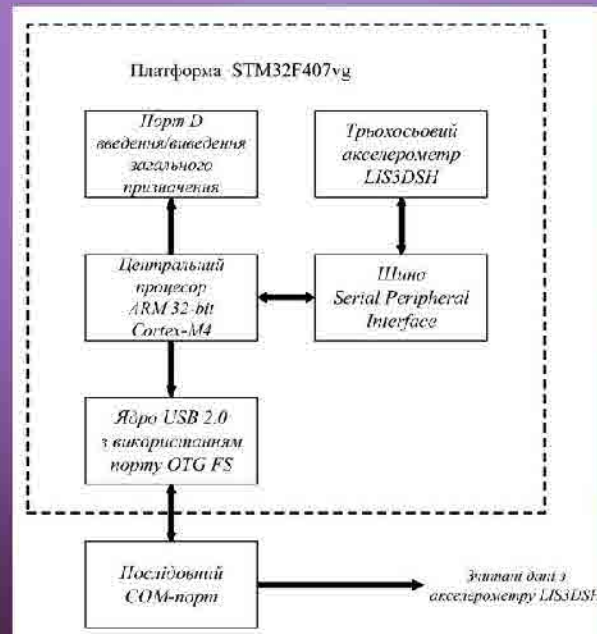 Платформа STM32F407vg
Порт D
введення/виведення
загального
призначення
Трьохосьовий
акселерометр
LIS3DSH
Центральний
процесор
ARM 32-bit
Cortex-M4
Шина
Serial Peripheral
Interface
Ядро USB 2.0
з використанням
порту OTG FS
Послідовний
COM-порт
Зчитані дані з
акселерометру LIS3DSH